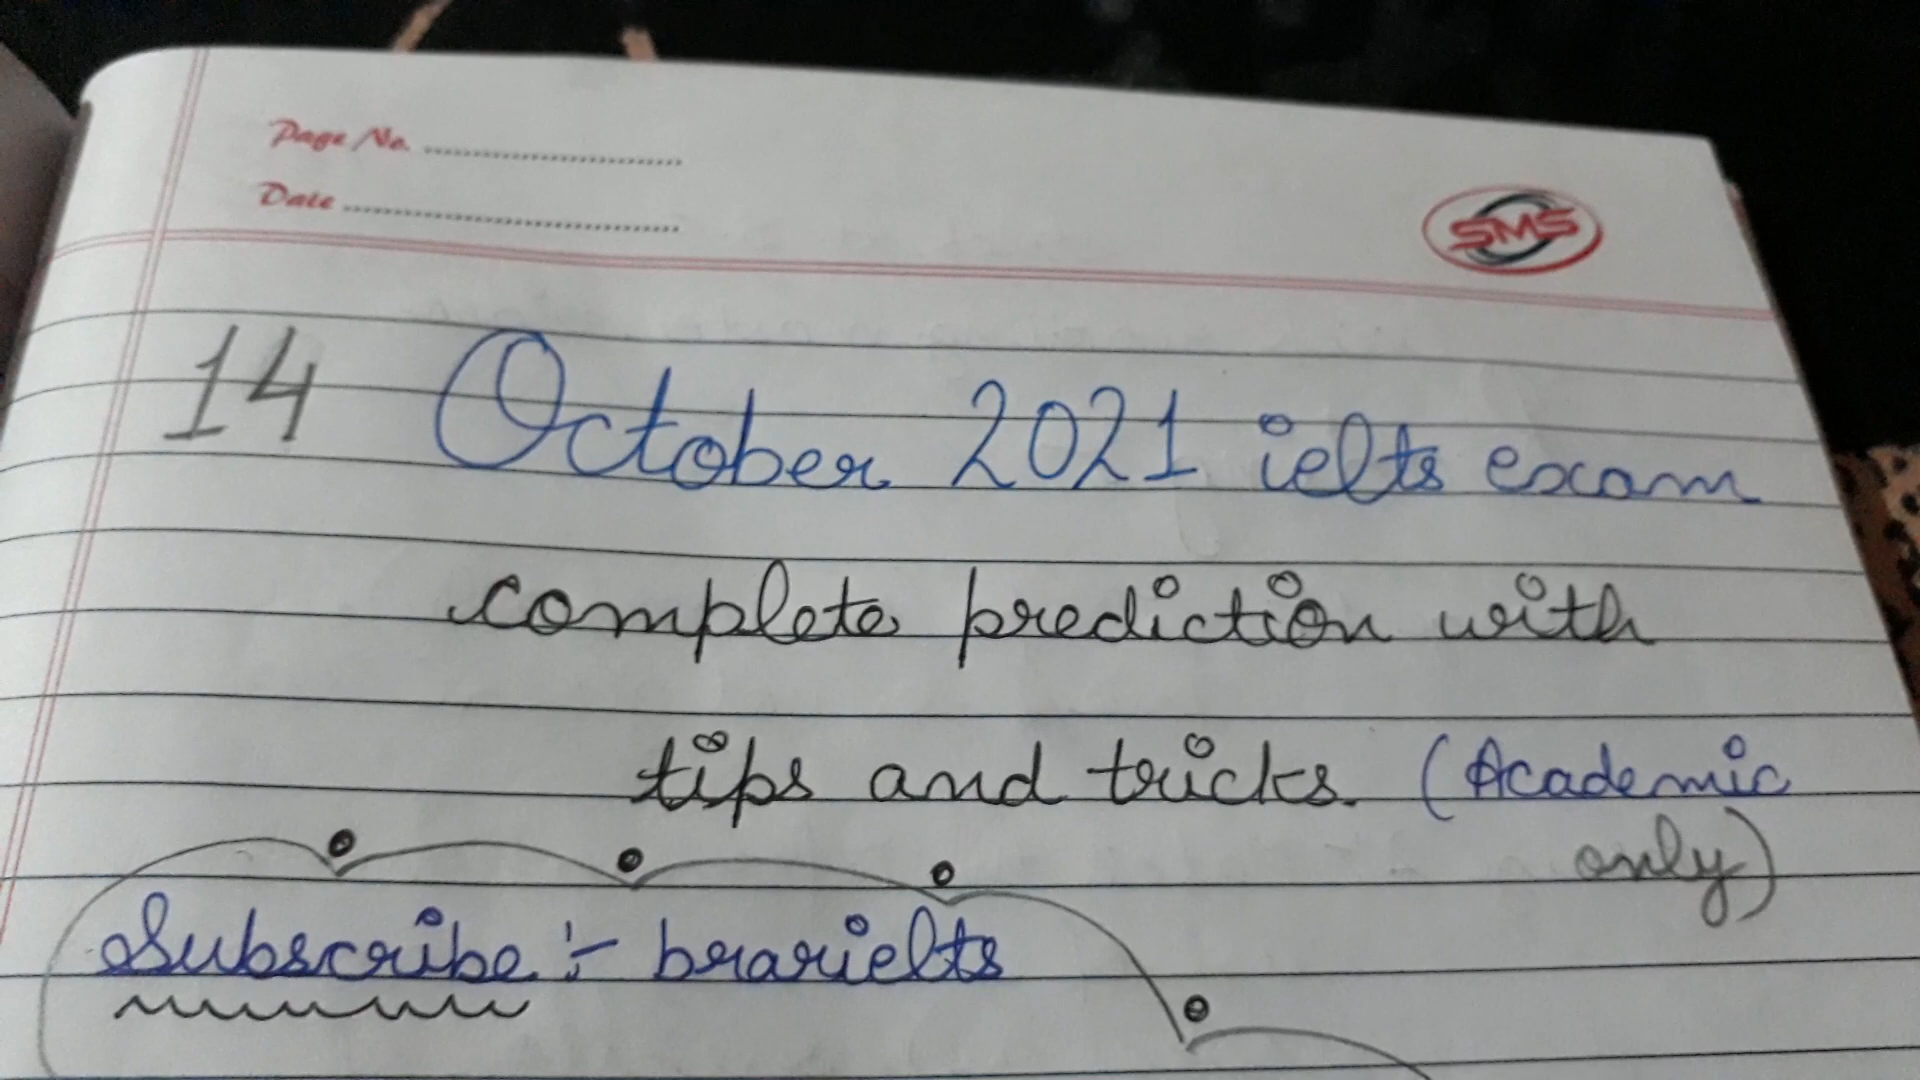 Page No. ....................
Date ....................
SMS
14 October 2021 ielts exam
complete prediction with
tips and tricks. (Academic
only)
Subscribe :- brarielts